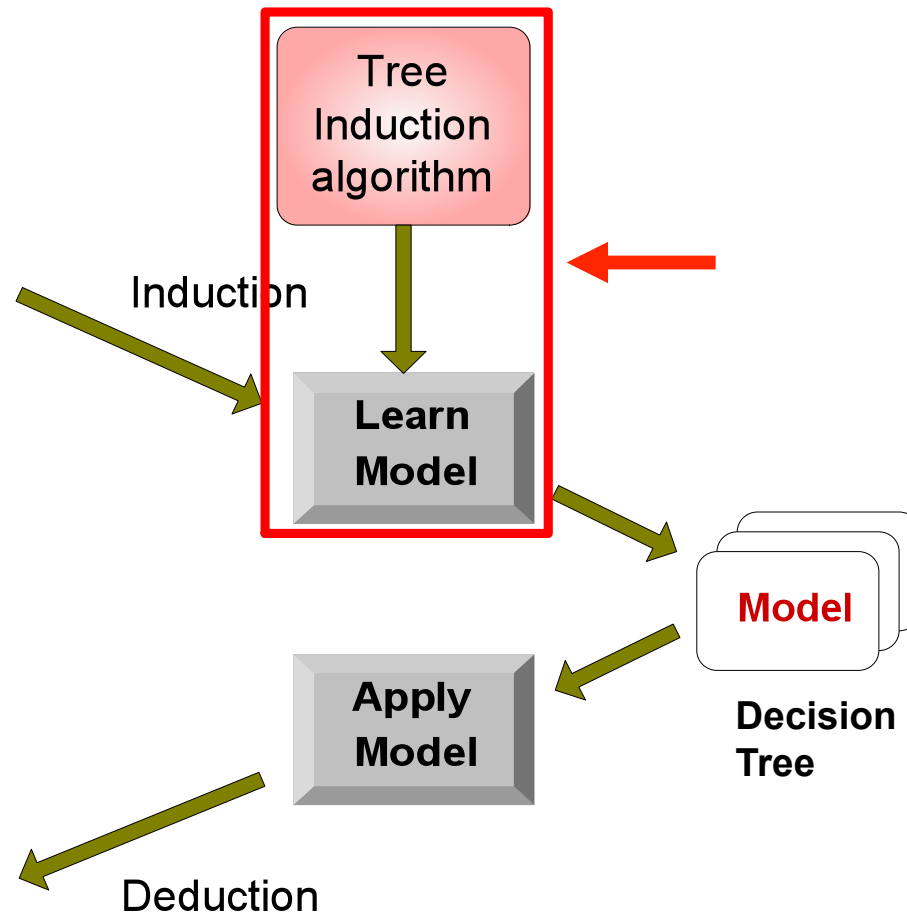 Tree
Induction
algorithm
Induction
Learn
Model
Model
Apply
Model
Decision
Tree
Deduction